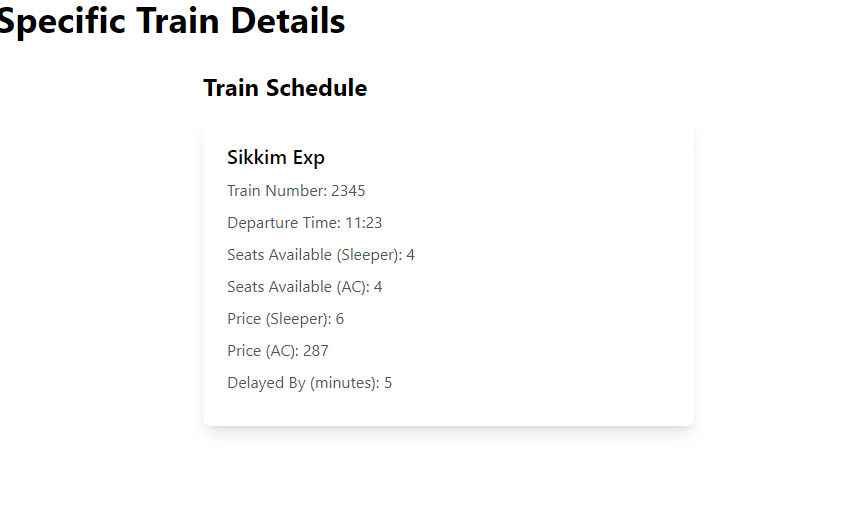 Specific Train Details
Train Schedule
Sikkim Exp
Train Number: 2345
Departure Time: 11:23
Seats Available (Sleeper): 4
Seats Available (AC): 4
Price (Sleeper): 6
Price (AC): 287
Delayed By (minutes): 5